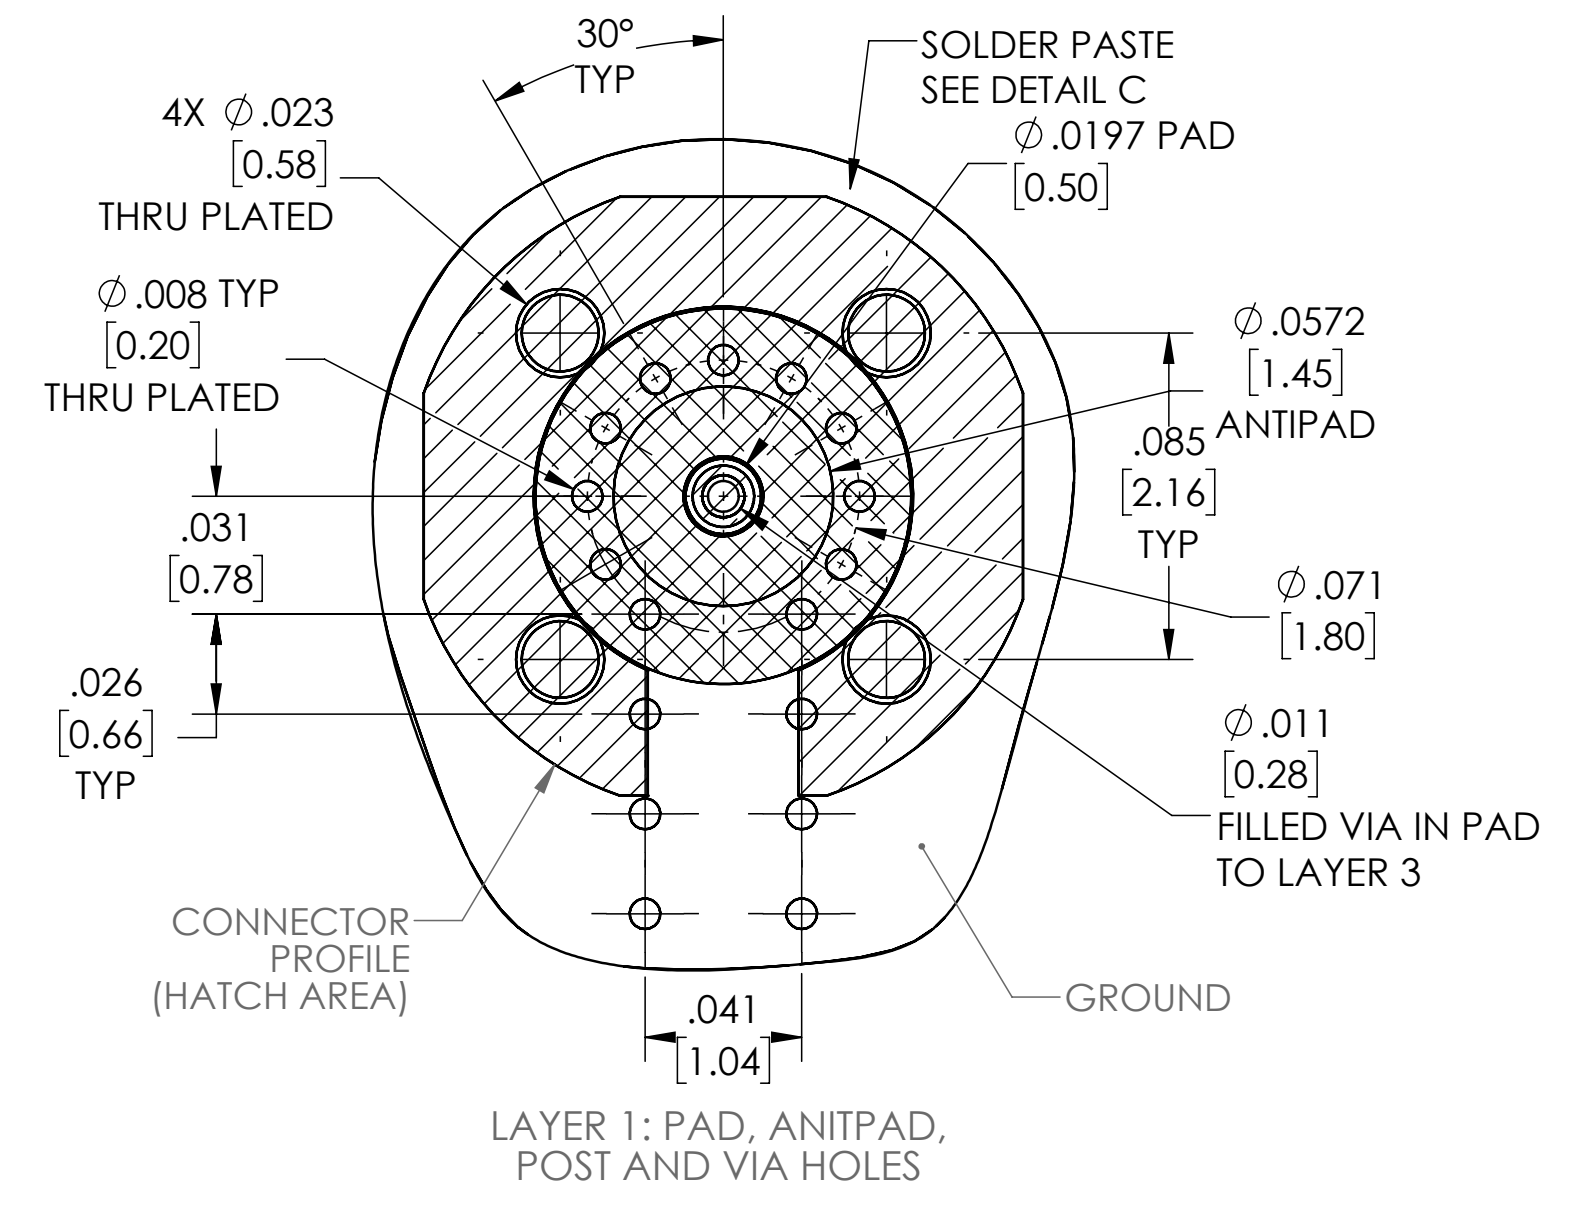 30°
TYP
SOLDER PASTE
SEE DETAIL C
4X ∅.023
[0.58]
THRU PLATED
∅.0197 PAD
[0.50]
∅.008 TYP
[0.20]
THRU PLATED
∅.0572
[1.45]
ANTIPAD
.085
[2.16]
TYP
.031
[0.78]
∅.071
[1.80]
.026
[0.66]
TYP
∅.011
[0.28]
FILLED VIA IN PAD
TO LAYER 3
CONNECTOR
PROFILE
(HATCH AREA)
GROUND
.041
[1.04]
LAYER 1: PAD, ANITPAD,
POST AND VIA HOLES